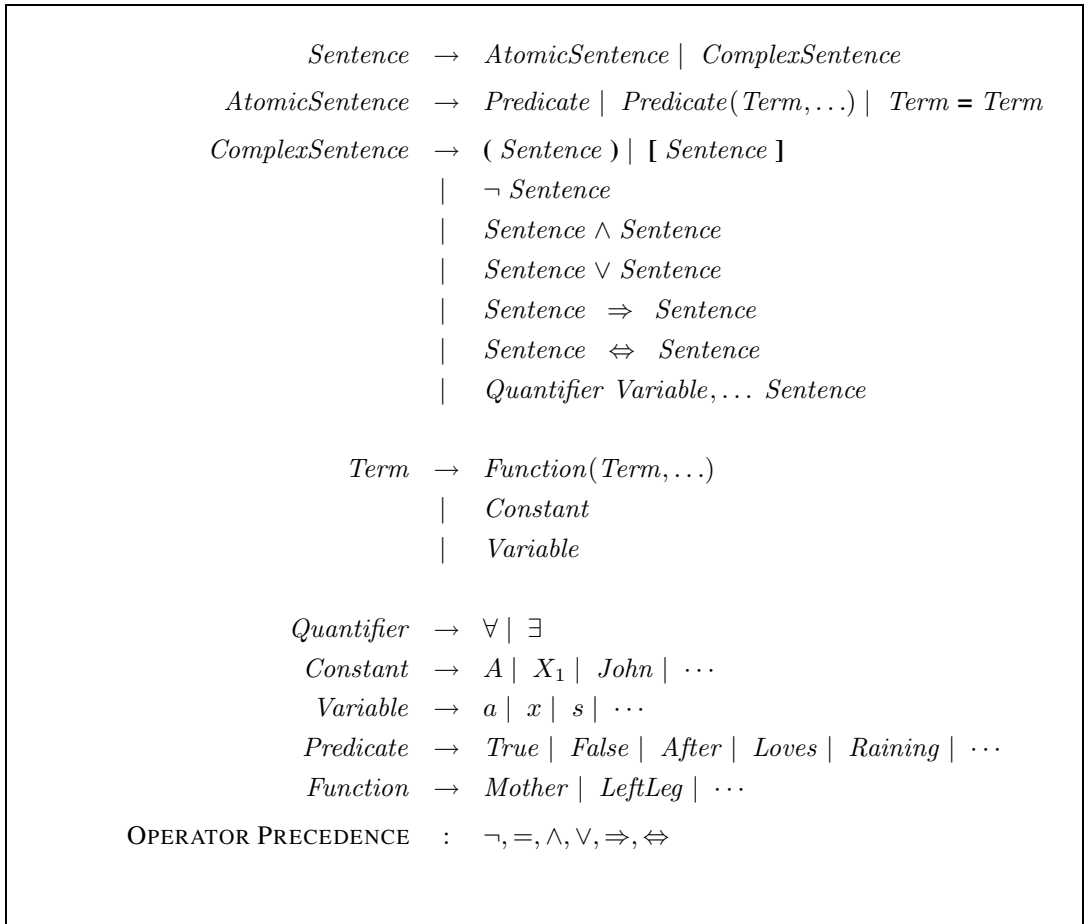 Sentence → AtomicSentence | ComplexSentence
AtomicSentence → Predicate | Predicate(Term,...) | Term = Term
ComplexSentence → ( Sentence ) | [ Sentence ]
| ¬ Sentence
| Sentence ∧ Sentence
| Sentence ∨ Sentence
| Sentence ⇒ Sentence
| Sentence ⇔ Sentence
| Quantifier Variable,... Sentence
Term → Function(Term,...)
| Constant
| Variable
Quantifier → ∀ | ∃
Constant → A | X₁ | John | ···
Variable → a | x | s | ···
Predicate → True | False | After | Loves | Raining | ···
Function → Mother | LeftLeg | ···
OPERATOR PRECEDENCE : ¬,=,∧,∨,⇒,⇔